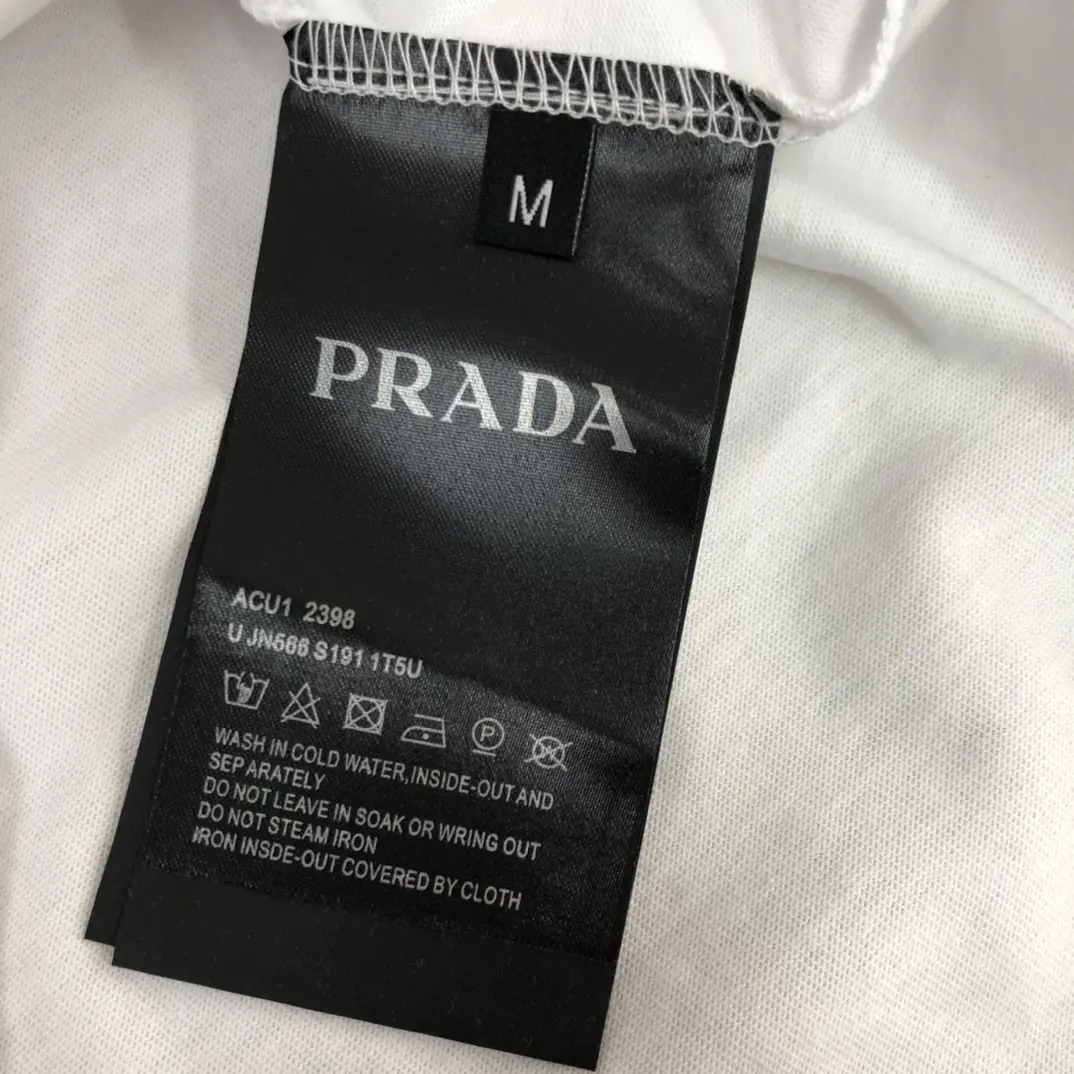 M
PRADA
ACU1 2398
U JN566 S191 1T5U
P
WASH IN COLD WATER,INSIDE-OUT AND
SEP ARATELY
DO NOT LEAVE IN SOAK OR WRING OUT
DO NOT STEAM IRON
IRON INSDE-OUT COVERED BY CLOTH